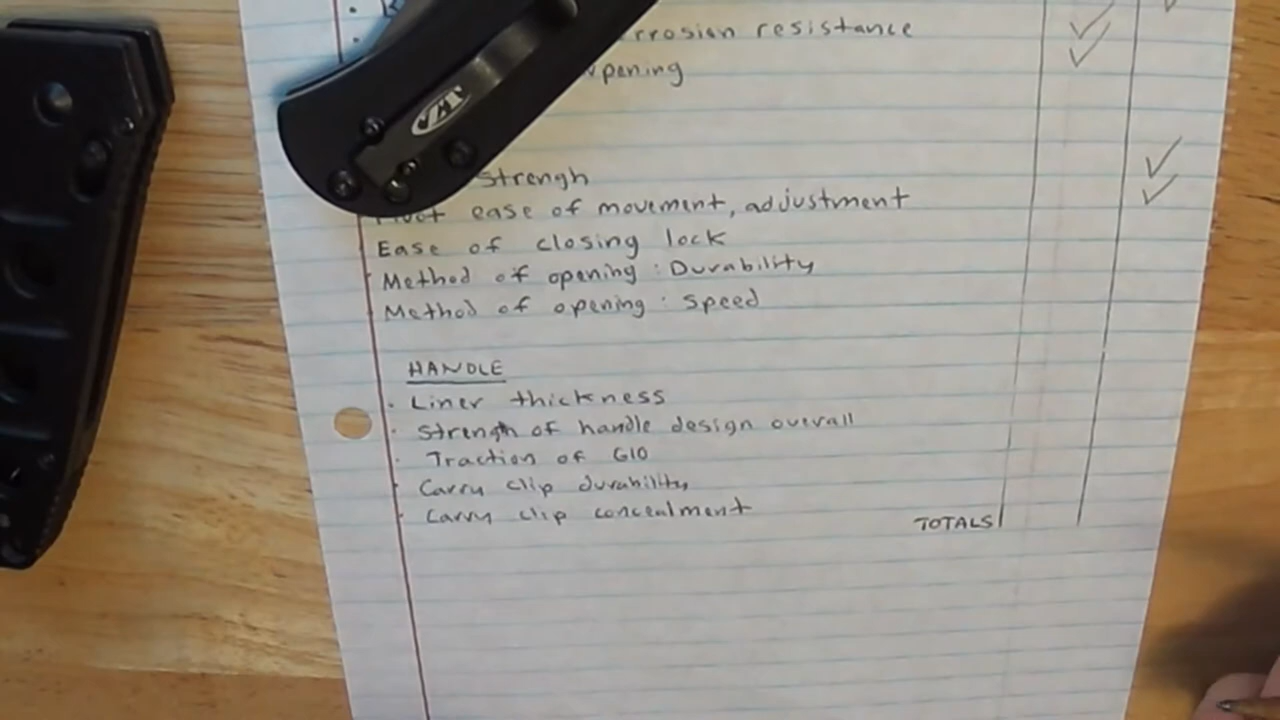 rrosion resistance
pening
ZT
Strengh
Pivot ease of movement, adjustment
Ease of closing lock
Method of opening : Durability
Method of opening : Speed
HANDLE
· Liner thickness
· Strength of handle design overall
· Traction of G10
· Carry clip durability
· Carry clip concealment
TOTALS